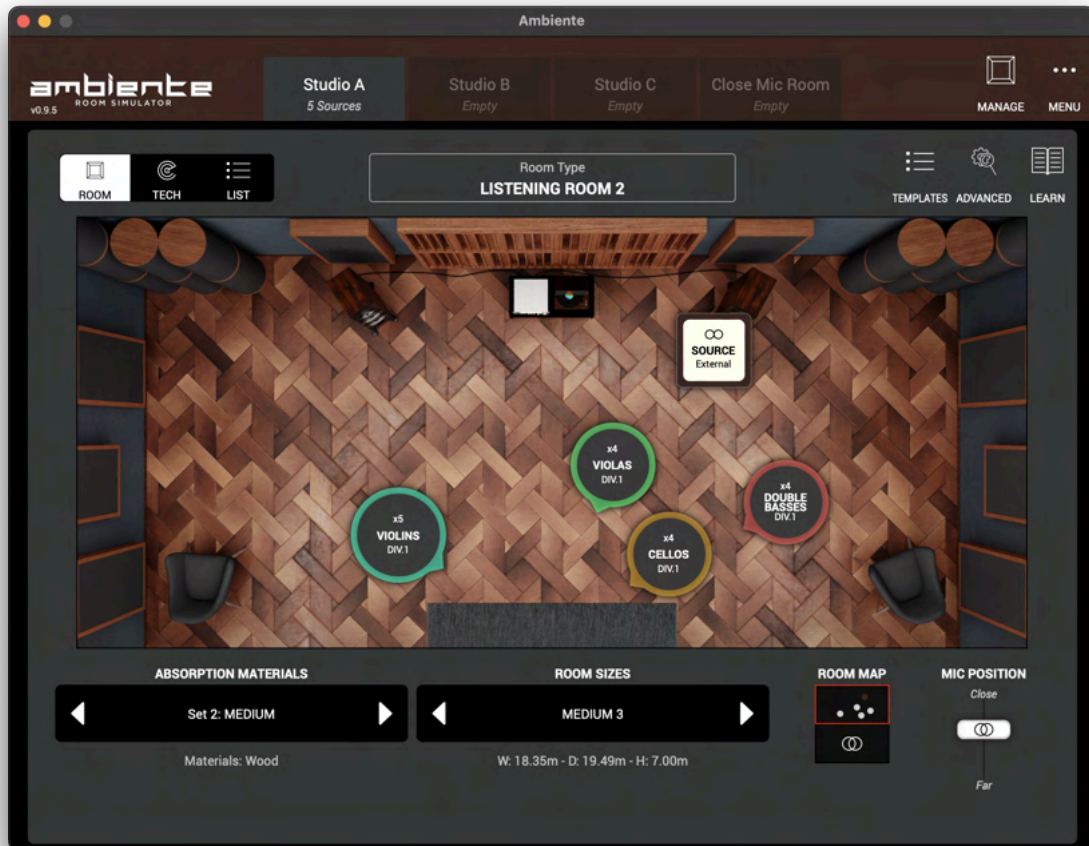 Ambiente
ambiente
ROOM SIMULATOR
v0.9.5
Studio A
5 Sources
Studio B
Empty
Studio C
Empty
Close Mic Room
Empty
MANAGE
MENU
ROOM
TECH
LIST
Room Type
LISTENING ROOM 2
TEMPLATES
ADVANCED
LEARN
SOURCE
External
x4
VIOLAS
DIV.1
x4
DOUBLE
BASSES
DIV.1
x5
VIOLINS
DIV.1
x4
CELLOS
DIV.1
ABSORPTION MATERIALS
Set 2: MEDIUM
Materials: Wood
ROOM SIZES
MEDIUM 3
W: 18.35m - D: 19.49m - H: 7.00m
ROOM MAP
MIC POSITION
Close
Far